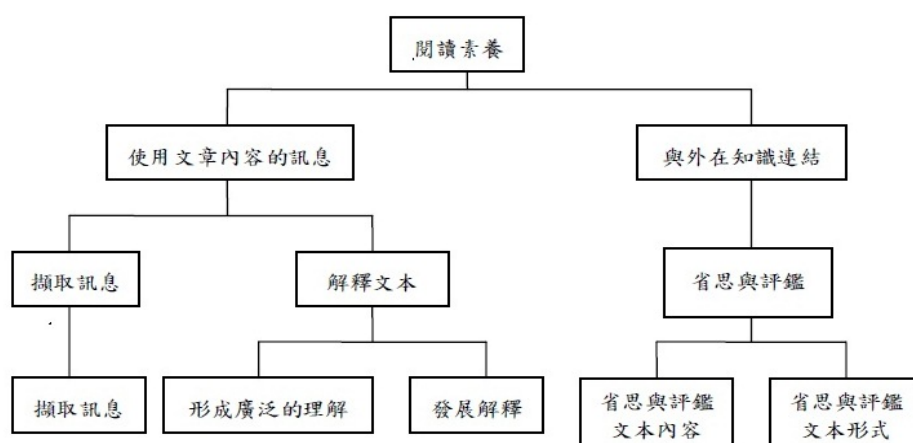 閱讀素養
使用文章內容的訊息
與外在知識連結
擷取訊息
解釋文本
省思與評鑑
擷取訊息
形成廣泛的理解
發展解釋
省思與評鑑
文本內容
省思與評鑑
文本形式